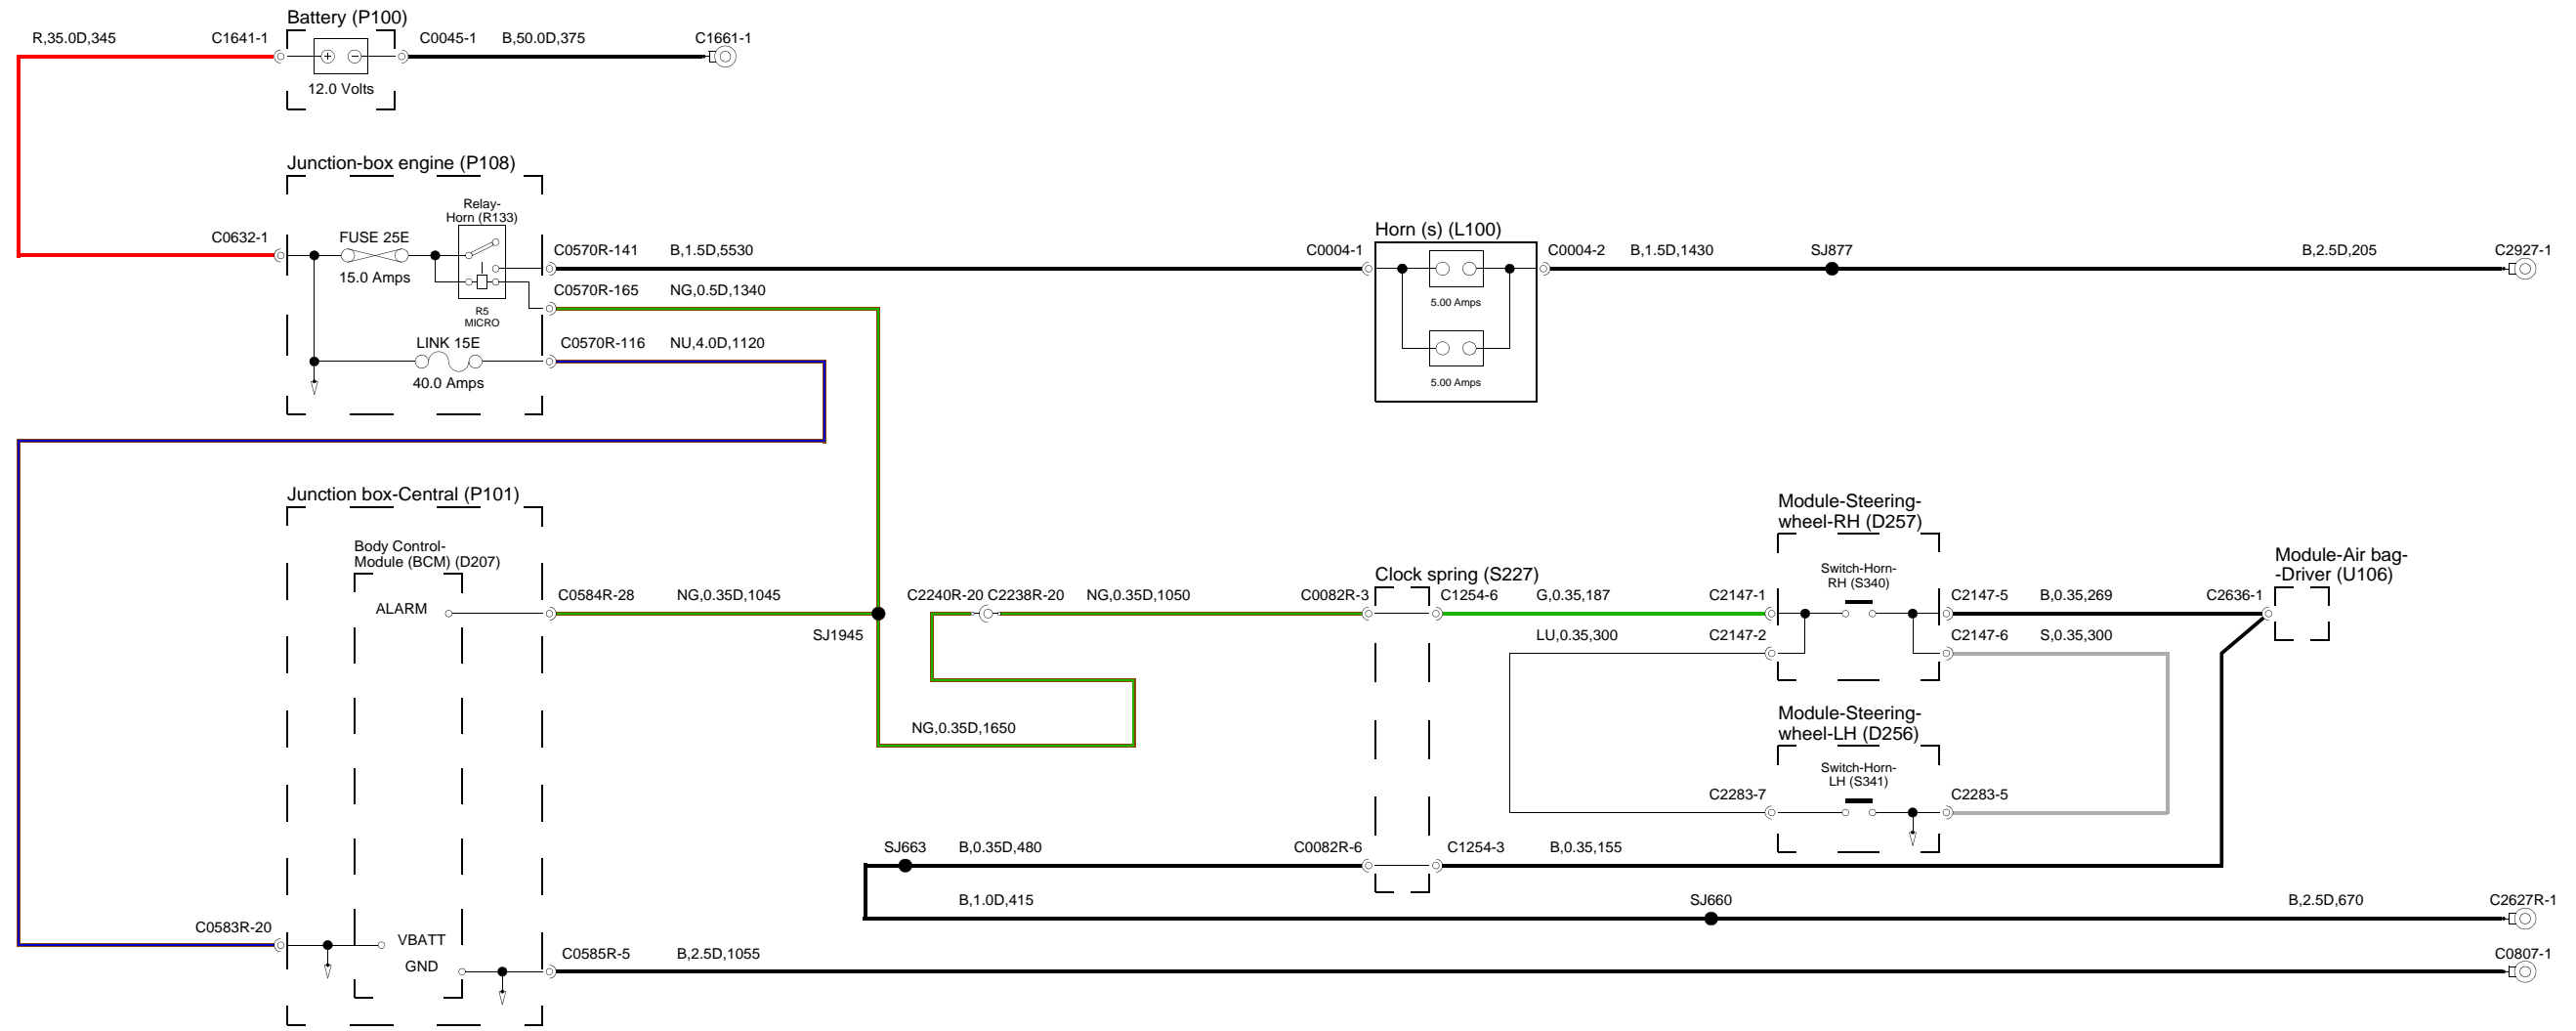 Battery (P100)
R,35.0D,345
C1641-1
C0045-1
B,50.0D,375
C1661-1
12.0 Volts
Junction-box engine (P108)
Relay-
Horn (R133)
C0632-1
FUSE 25E
15.0 Amps
C0570R-141
B,1.5D,5530
C0570R-165
NG,0.5D,1340
R5
MICRO
LINK 15E
40.0 Amps
C0570R-116
NU,4.0D,1120
Horn (s) (L100)
C0004-1
5.00 Amps
5.00 Amps
C0004-2
B,1.5D,1430
SJ877
B,2.5D,205
C2927-1
Junction box-Central (P101)
Body Control-
Module (BCM) (D207)
ALARM
C0584R-28
NG,0.35D,1045
SJ1945
C2240R-20
C2238R-20
NG,0.35D,1050
NG,0.35D,1650
C0082R-3
Clock spring (S227)
C1254-6
G,0.35,187
C2147-1
LU,0.35,300
C2147-2
Module-Steering-
wheel-RH (D257)
Switch-Horn-
RH (S340)
C2147-5
B,0.35,269
C2636-1
C2147-6
S,0.35,300
Module-Air bag-
-Driver (U106)
Module-Steering-
wheel-LH (D256)
Switch-Horn-
LH (S341)
C2283-7
C2283-5
SJ663
B,0.35D,480
C0082R-6
C1254-3
B,0.35,155
B,1.0D,415
SJ660
B,2.5D,670
C2627R-1
C0583R-20
VBATT
GND
C0585R-5
B,2.5D,1055
C0807-1